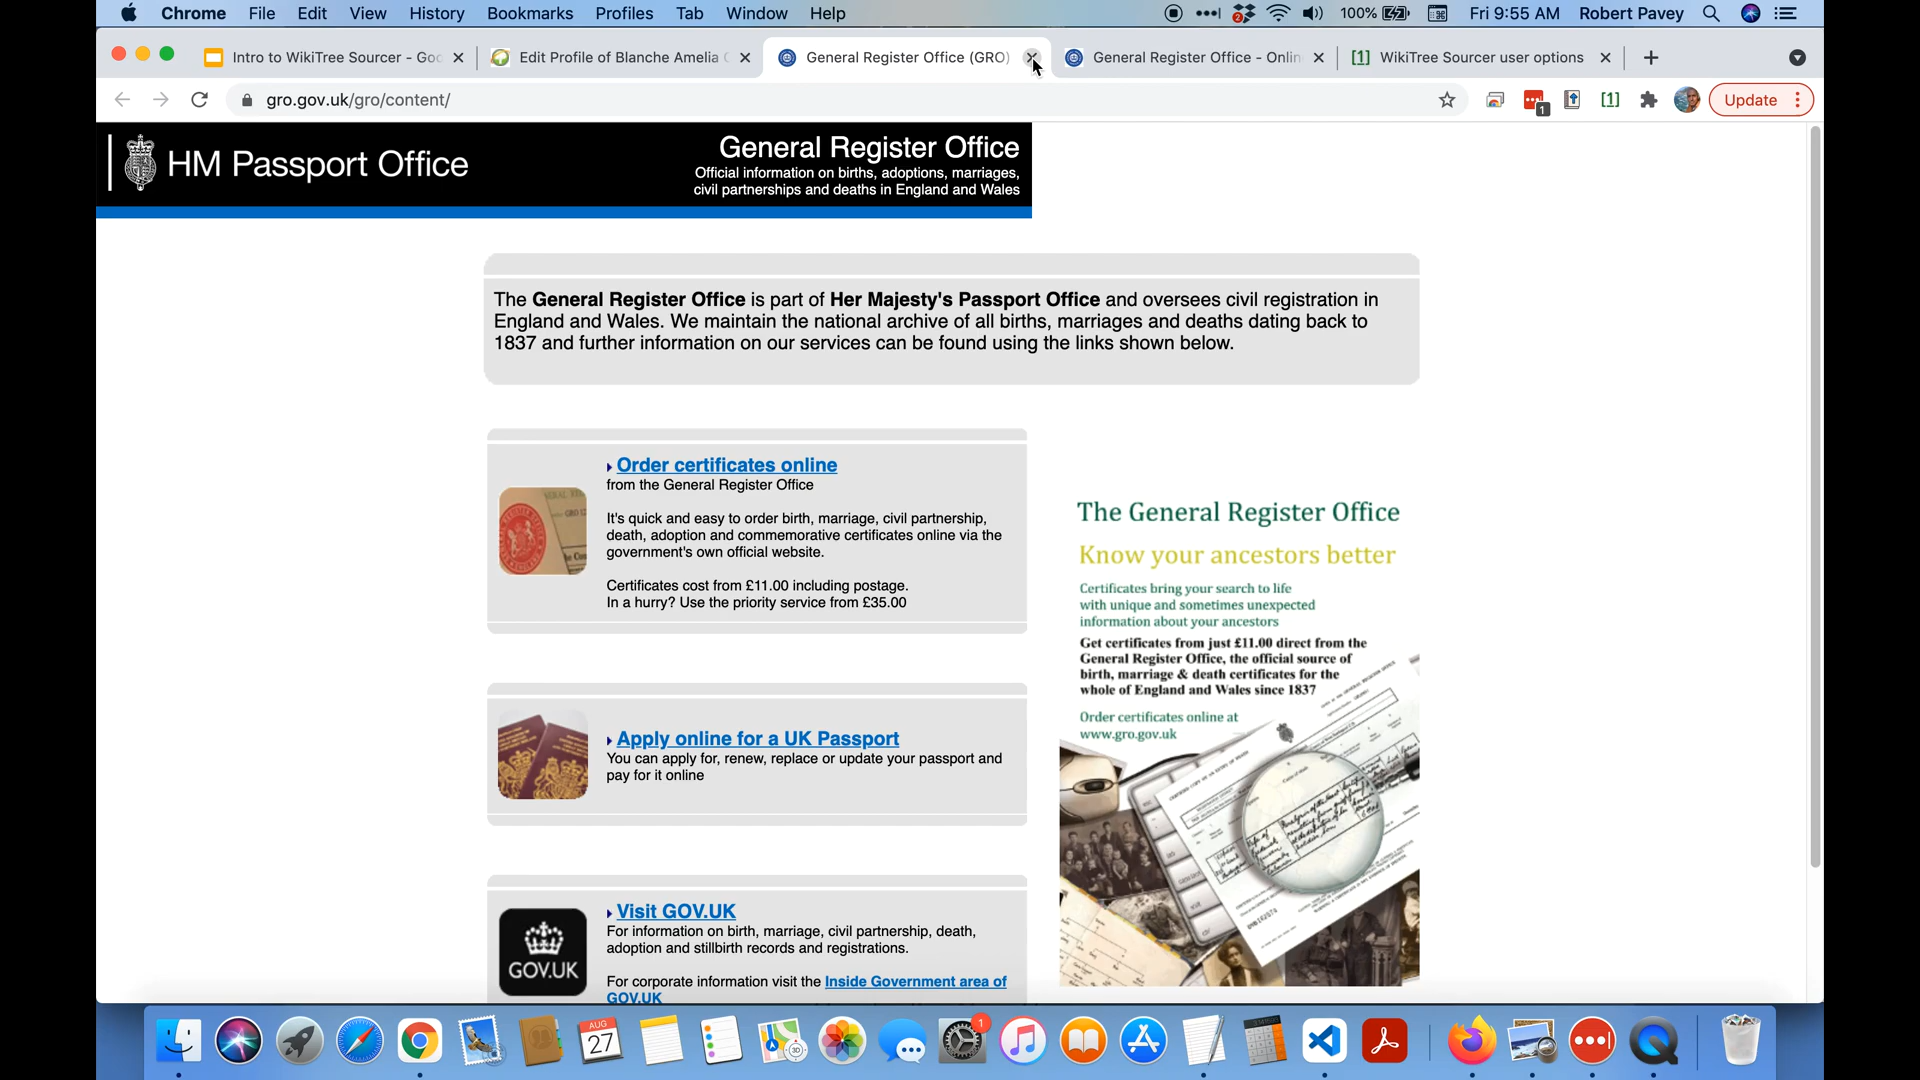 Chrome File Edit View History Bookmarks Profiles Tab Window Help
100% Fri 9:55 AM Robert Pavey
Intro to WikiTree Sourcer - Goo
Edit Profile of Blanche Amelia
General Register Office (GRO)
General Register Office - Onlin
[1] WikiTree Sourcer user options
gro.gov.uk/gro/content/
1
[1]
Update
HM Passport Office
General Register Office
Official information on births, adoptions, marriages,
civil partnerships and deaths in England and Wales
The General Register Office is part of Her Majesty's Passport Office and oversees civil registration in
England and Wales. We maintain the national archive of all births, marriages and deaths dating back to
1837 and further information on our services can be found using the links shown below.
Order certificates online
from the General Register Office
It's quick and easy to order birth, marriage, civil partnership,
death, adoption and commemorative certificates online via the
government's own official website.
Certificates cost from £11.00 including postage.
In a hurry? Use the priority service from £35.00
Apply online for a UK Passport
You can apply for, renew, replace or update your passport and
pay for it online
GOV.UK
Visit GOV.UK
For information on birth, marriage, civil partnership, death,
adoption and stillbirth records and registrations.
For corporate information visit the Inside Government area of
GOV.UK
The General Register Office
Know your ancestors better
Certificates bring your search to life
with unique and sometimes unexpected
information about your ancestors
Get certificates from just £11.00 direct from the
General Register Office, the official source of
birth, marriage & death certificates for the
whole of England and Wales since 1837
Order certificates online at
www.gro.gov.uk
AUG
27
3D
1